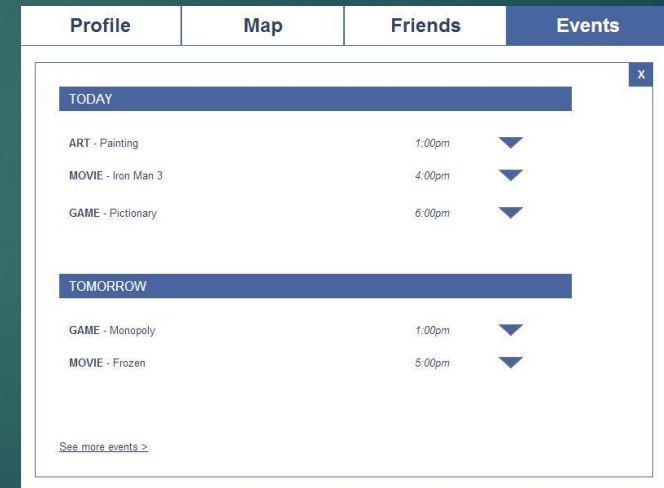 Profile Map Friends Events
X
TODAY
ART - Painting 1:00pm
MOVIE - Iron Man 3 4:00pm
GAME - Pictionary 6:00pm
TOMORROW
GAME - Monopoly 1:00pm
MOVIE - Frozen 5:00pm
See more events >